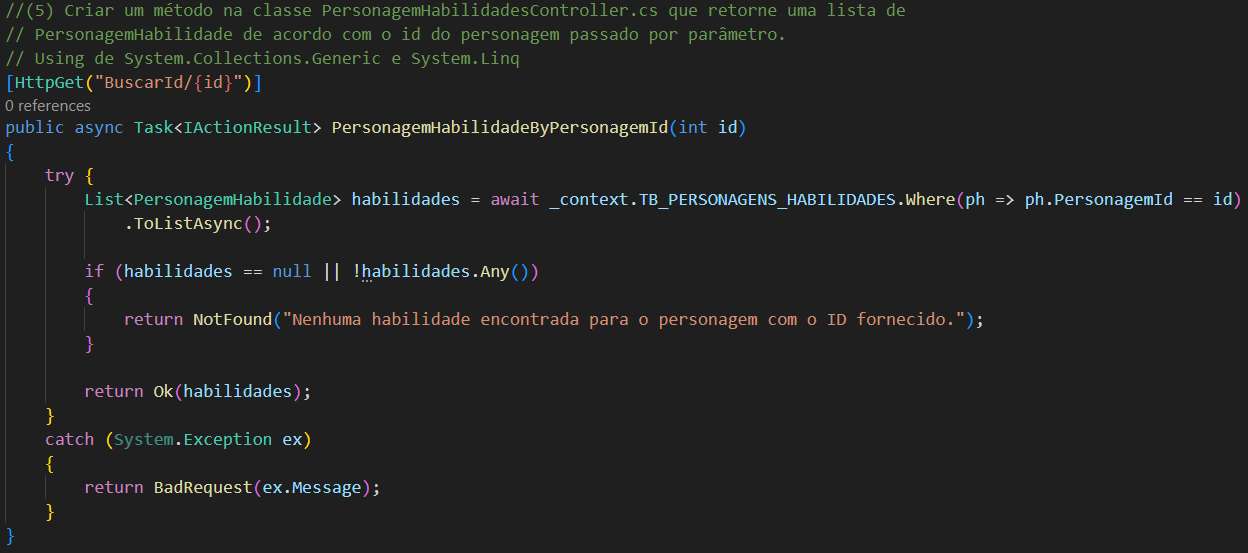 //(5) Criar um método na classe PersonagemHabilidadesController.cs que retorne uma lista de
// PersonagemHabilidade de acordo com o id do personagem passado por parâmetro.
// Using de System.Collections.Generic e System.Linq
[HttpGet("BuscarId/{id}")]
0 references
public async Task<IActionResult> PersonagemHabilidadeByPersonagemId(int id)
{
    try {
        List<PersonagemHabilidade> habilidades = await _context.TB_PERSONAGENS_HABILIDADES.Where(ph => ph.PersonagemId == id)
            .ToListAsync();
        if (habilidades == null || !habilidades.Any())
        {
            return NotFound("Nenhuma habilidade encontrada para o personagem com o ID fornecido.");
        }
        return Ok(habilidades);
    }
    catch (System.Exception ex)
    {
        return BadRequest(ex.Message);
    }
}